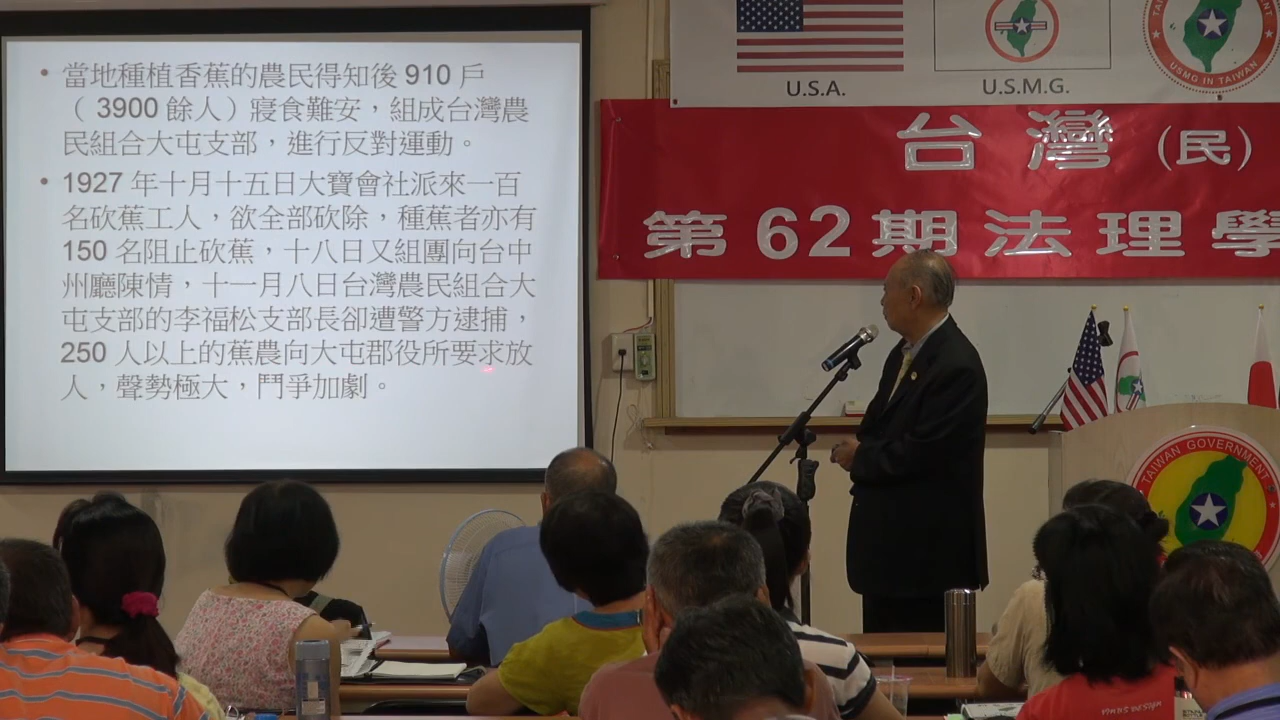 • 當地種植香蕉的農民得知後 910 戶
( 3900 餘人 ) 寢食難安，組成台灣農
民組合大屯支部，進行反對運動。
• 1927 年十月十五日大寶會社派來一百
名砍蕉工人，欲全部砍除，種蕉者亦有
150 名阻止砍蕉，十八日又組團向台中
州廳陳情，十一月八日台灣農民組合大
屯支部的李福松支部長卻遭警方逮捕，
250 人以上的蕉農向大屯郡役所要求放
人，聲勢極大，鬥爭加劇。
U.S.A.
U.S.M.G.
USMG IN TAIWAN
台 灣 (民)
第 62 期 法 理 學
TAIWAN GOVERNMENT